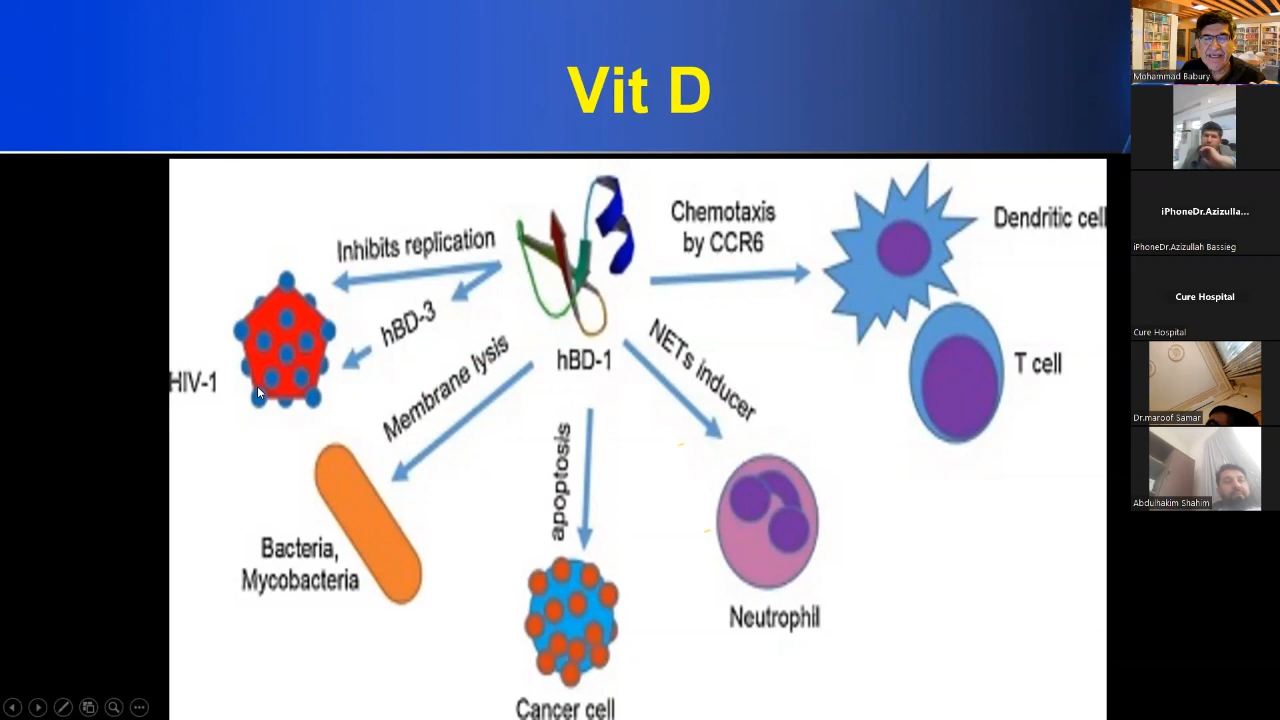 Vit D
Inhibits replication
hBD-3
HIV-1
Membrane lysis
Bacteria,
Mycobacteria
apoptosis
Cancer cell
hBD-1
NETs inducer
Neutrophil
Chemotaxis
by CCR6
Dendritic cell
T cell
Mohammad Babury
iPhoneDr.Azizulla...
iPhoneDr.Azizullah Bassieg
Cure Hospital
Cure Hospital
Dr.maroof Samar
Abdulhakim Shahim